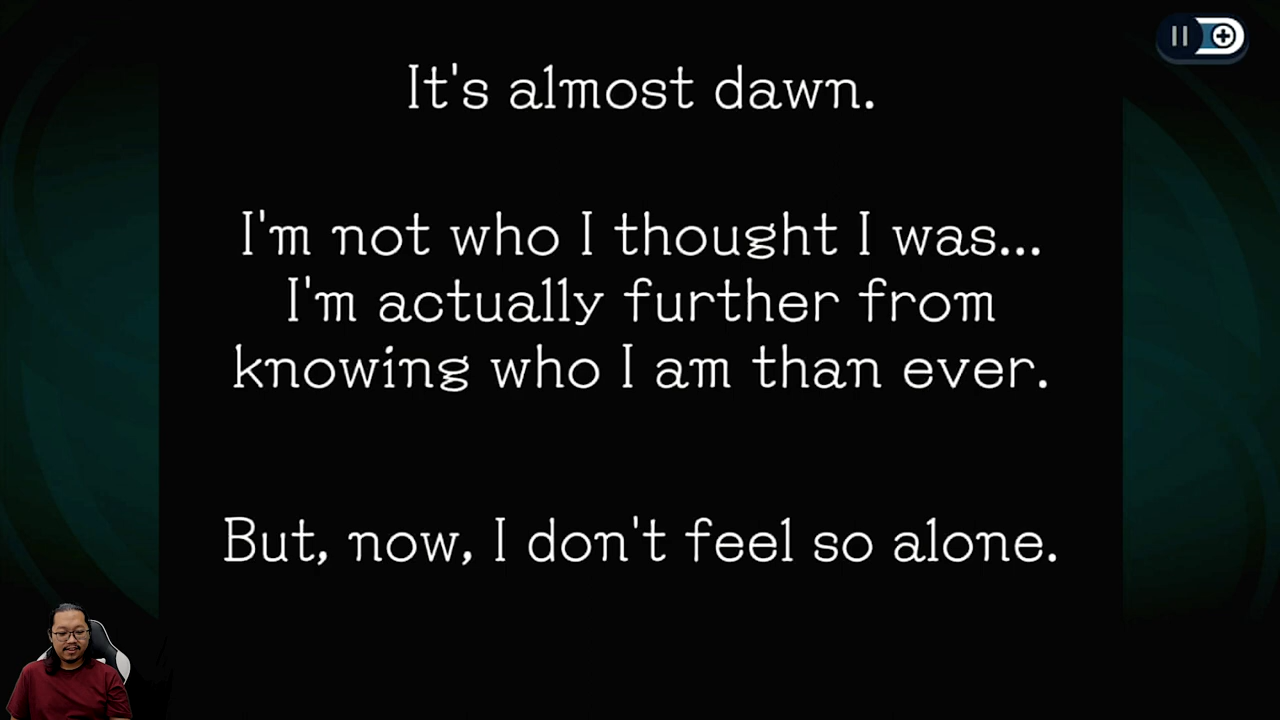 It's almost dawn.
I'm not who I thought I was...
I'm actually further from
knowing who I am than ever.
But, now, I don't feel so alone.